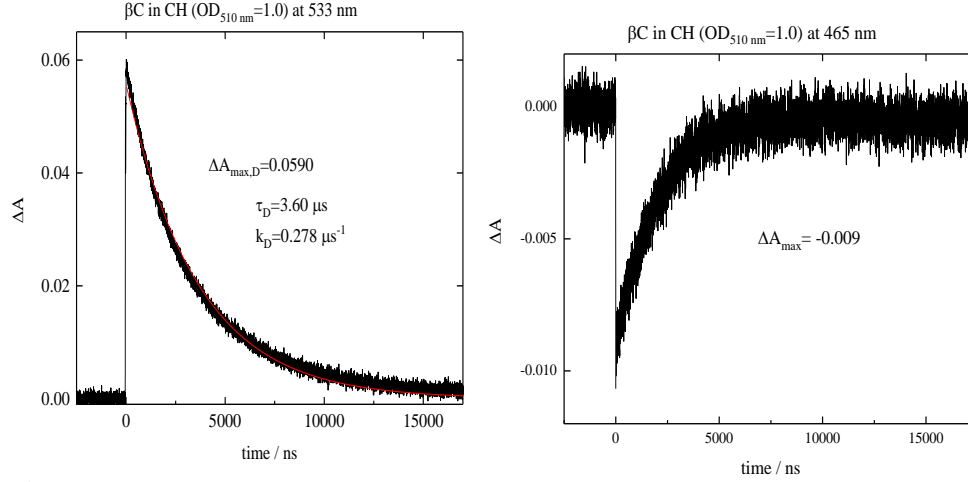 βC in CH (OD510 nm=1.0) at 533 nm
0.06
0.04
0.02
0.00
ΔA
ΔAmax,D=0.0590
τD=3.60 μs
kD=0.278 μs-1
0
5000
10000
15000
time / ns
βC in CH (OD510 nm=1.0) at 465 nm
0.000
-0.005
-0.010
ΔA
ΔAmax= -0.009
0
5000
10000
15000
time / ns